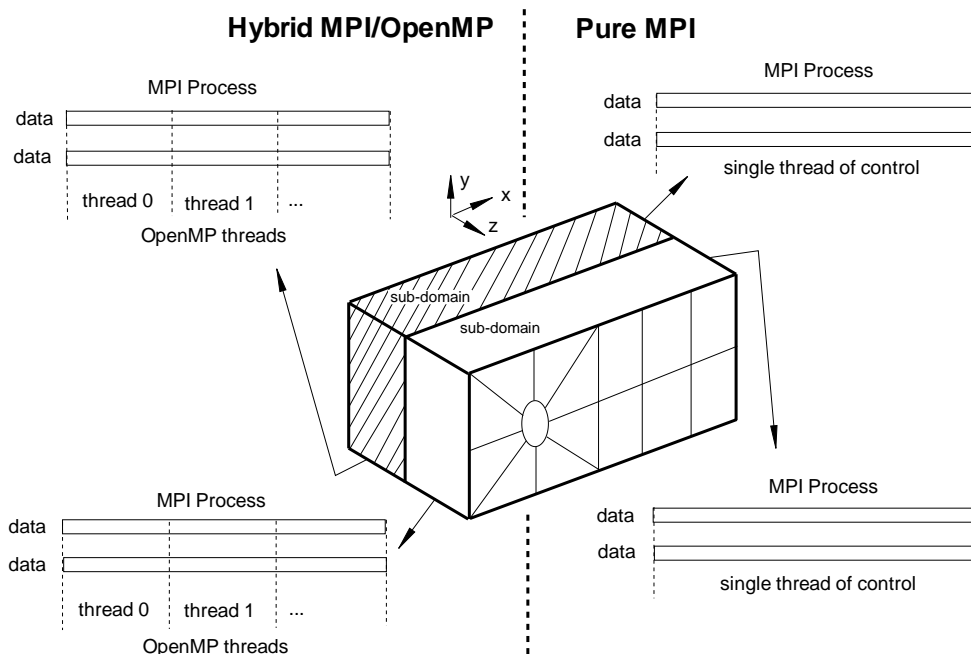 Hybrid MPI/OpenMP
Pure MPI
MPI Process
data
data
thread 0 thread 1 ...
OpenMP threads
MPI Process
data
data
single thread of control
y
x
z
sub-domain
sub-domain
MPI Process
data
data
thread 0 thread 1 ...
OpenMP threads
MPI Process
data
data
single thread of control